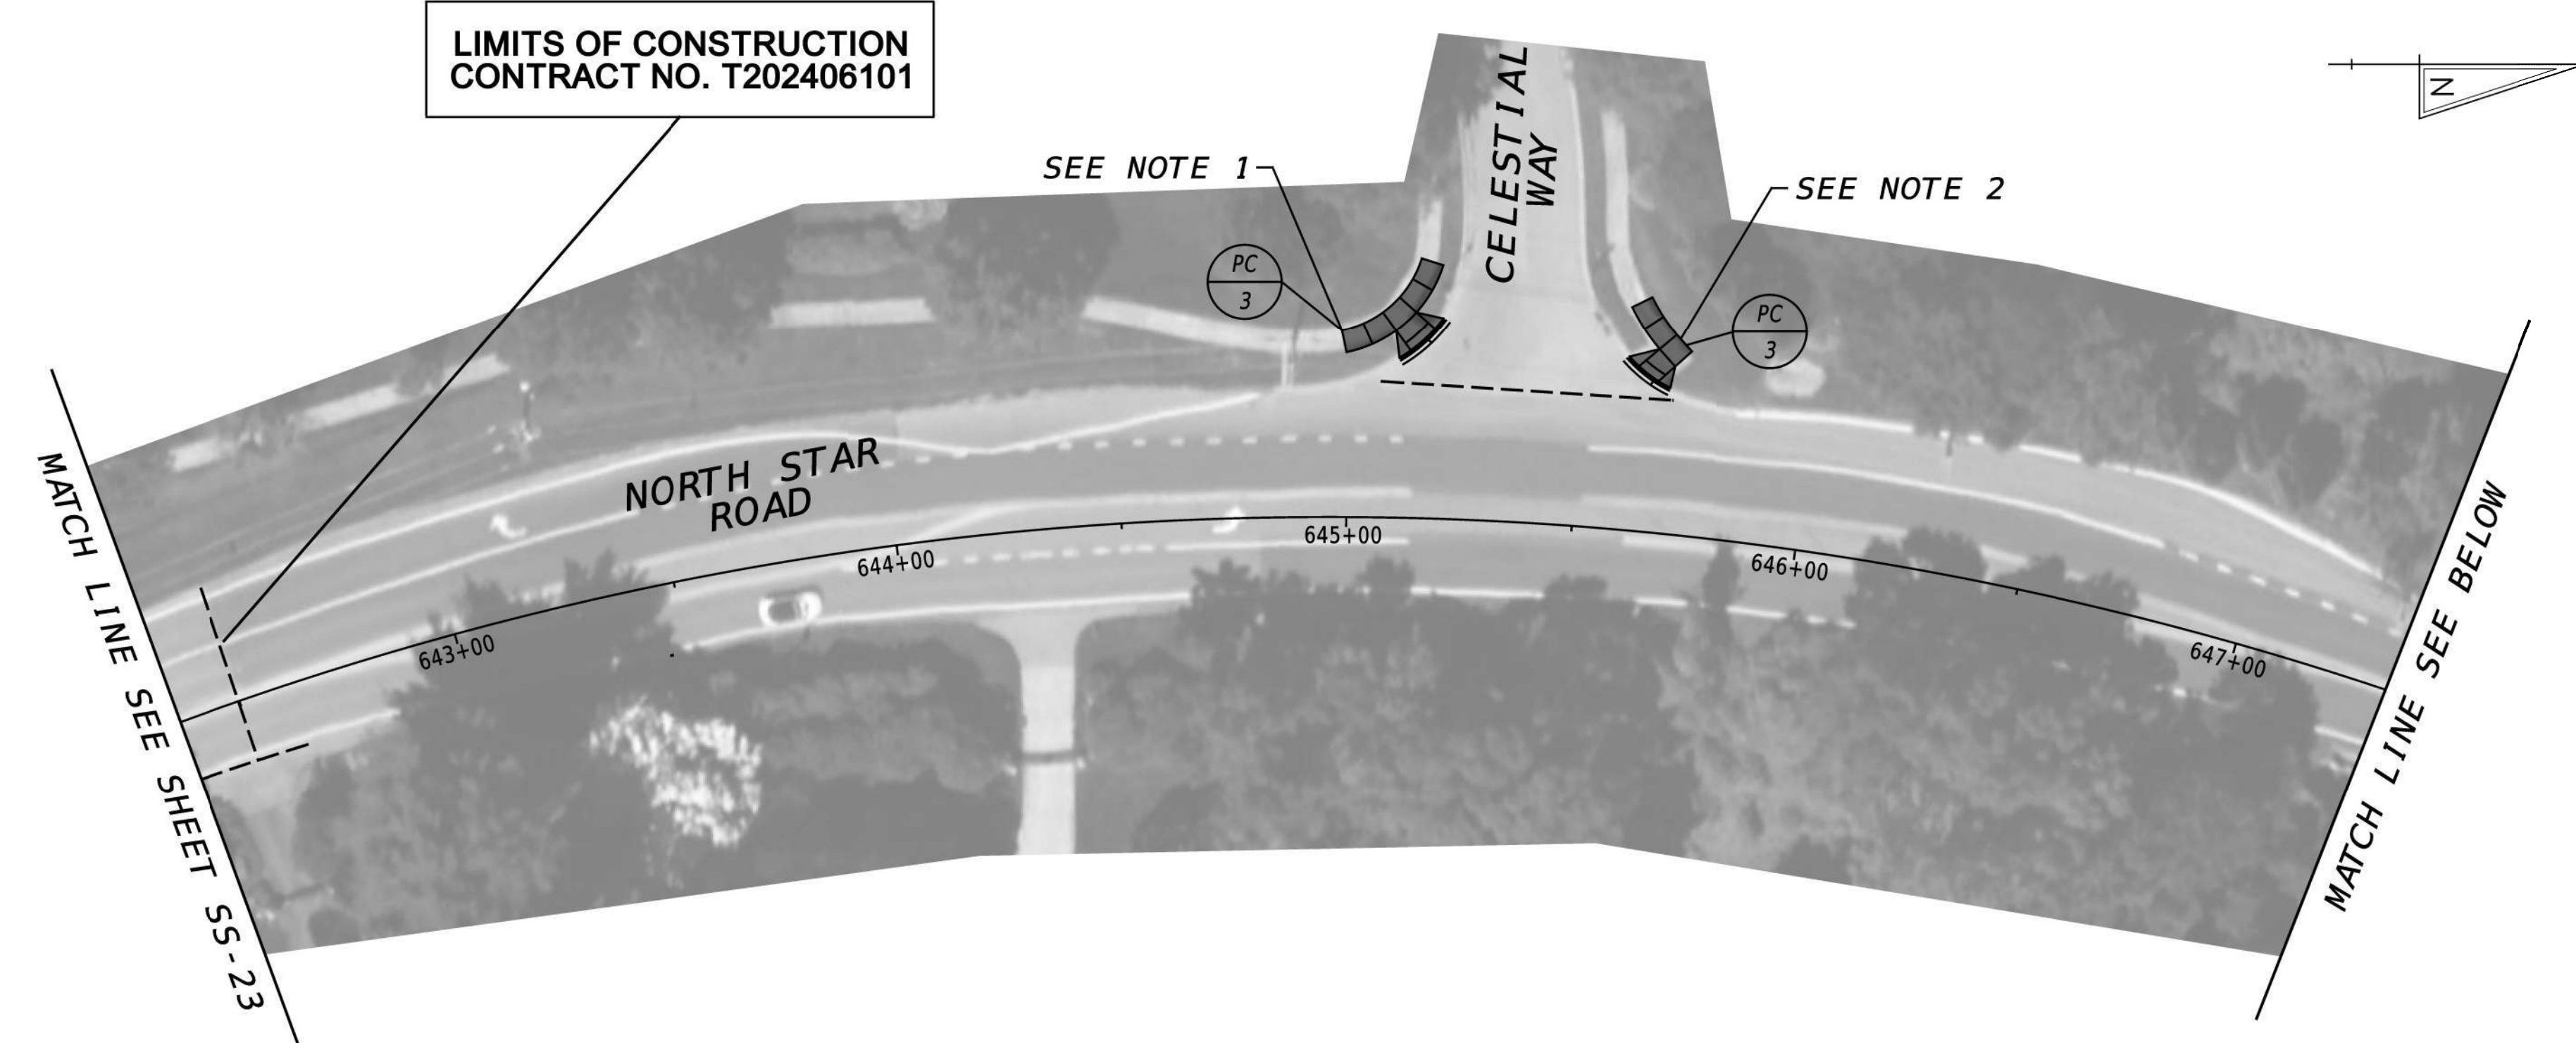 LIMITS OF CONSTRUCTION
CONTRACT NO. T202406101
N
CELESTIAL
WAY
SEE NOTE 1
SEE NOTE 2
PC
3
PC
3
NORTH STAR
ROAD
643+00
644+00
645+00
646+00
647+00
MATCH LINE SEE SHEET SS-23
MATCH LINE SEE BELOW